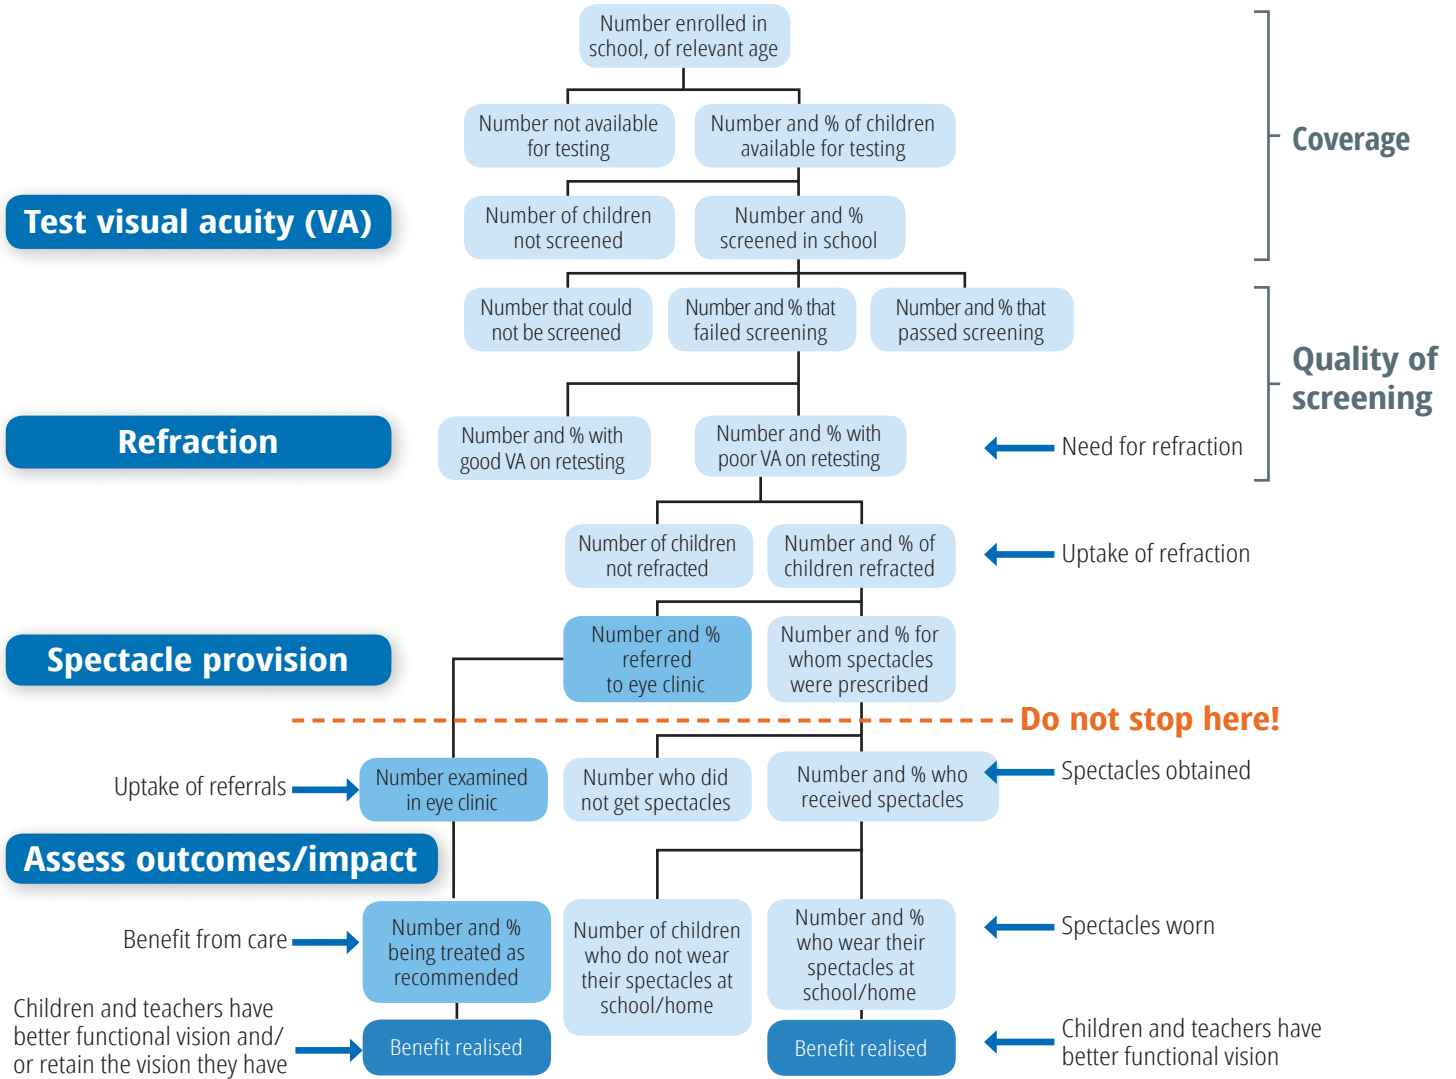 Number enrolled in
school, of relevant age
Number not available
for testing
Number and % of children
available for testing
Coverage
Test visual acuity (VA)
Number of children
not screened
Number and %
screened in school
Number that could
not be screened
Number and % that
failed screening
Number and % that
passed screening
Quality of
screening
Refraction
Number and % with
good VA on retesting
Number and % with
poor VA on retesting
Need for refraction
Number of children
not refracted
Number and % of
children refracted
Uptake of refraction
Spectacle provision
Number and %
referred
to eye clinic
Number and % for
whom spectacles
were prescribed
Do not stop here!
Uptake of referrals
Number examined
in eye clinic
Number who did
not get spectacles
Number and % who
received spectacles
Spectacles obtained
Assess outcomes/impact
Benefit from care
Number and %
being treated as
recommended
Number of children
who do not wear
their spectacles at
school/home
Number and %
who wear their
spectacles at
school/home
Spectacles worn
Children and teachers have
better functional vision and/
or retain the vision they have
Benefit realised
Benefit realised
Children and teachers have
better functional vision